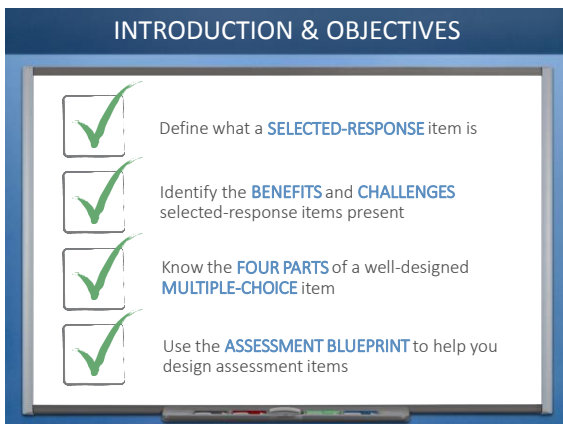 INTRODUCTION & OBJECTIVES
Define what a SELECTED-RESPONSE item is
Identify the BENEFITS and CHALLENGES
selected-response items present
Know the FOUR PARTS of a well-designed
MULTIPLE-CHOICE item
Use the ASSESSMENT BLUEPRINT to help you
design assessment items